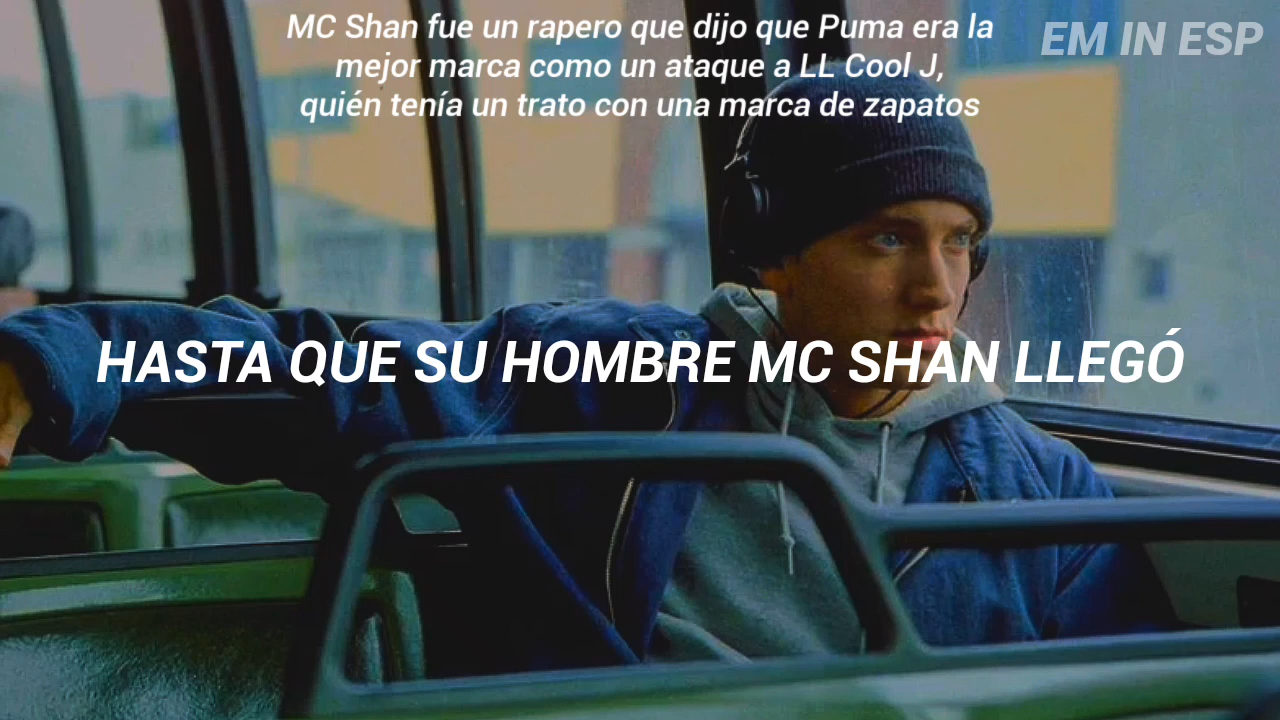 MC Shan fue un rapero que dijo que Puma era la
mejor marca como un ataque a LL Cool J,
quién tenía un trato con una marca de zapatos
EM IN ESP
HASTA QUE SU HOMBRE MC SHAN LLEGÓ